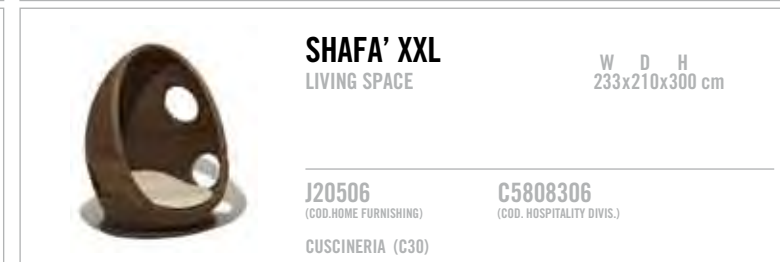 SHAFA' XXL
LIVING SPACE
W D H
233x210x300 cm
J20506
(COD.HOME FURNISHING)
C5808306
(COD. HOSPITALITY DIVIS.)
CUSCINERIA (C30)